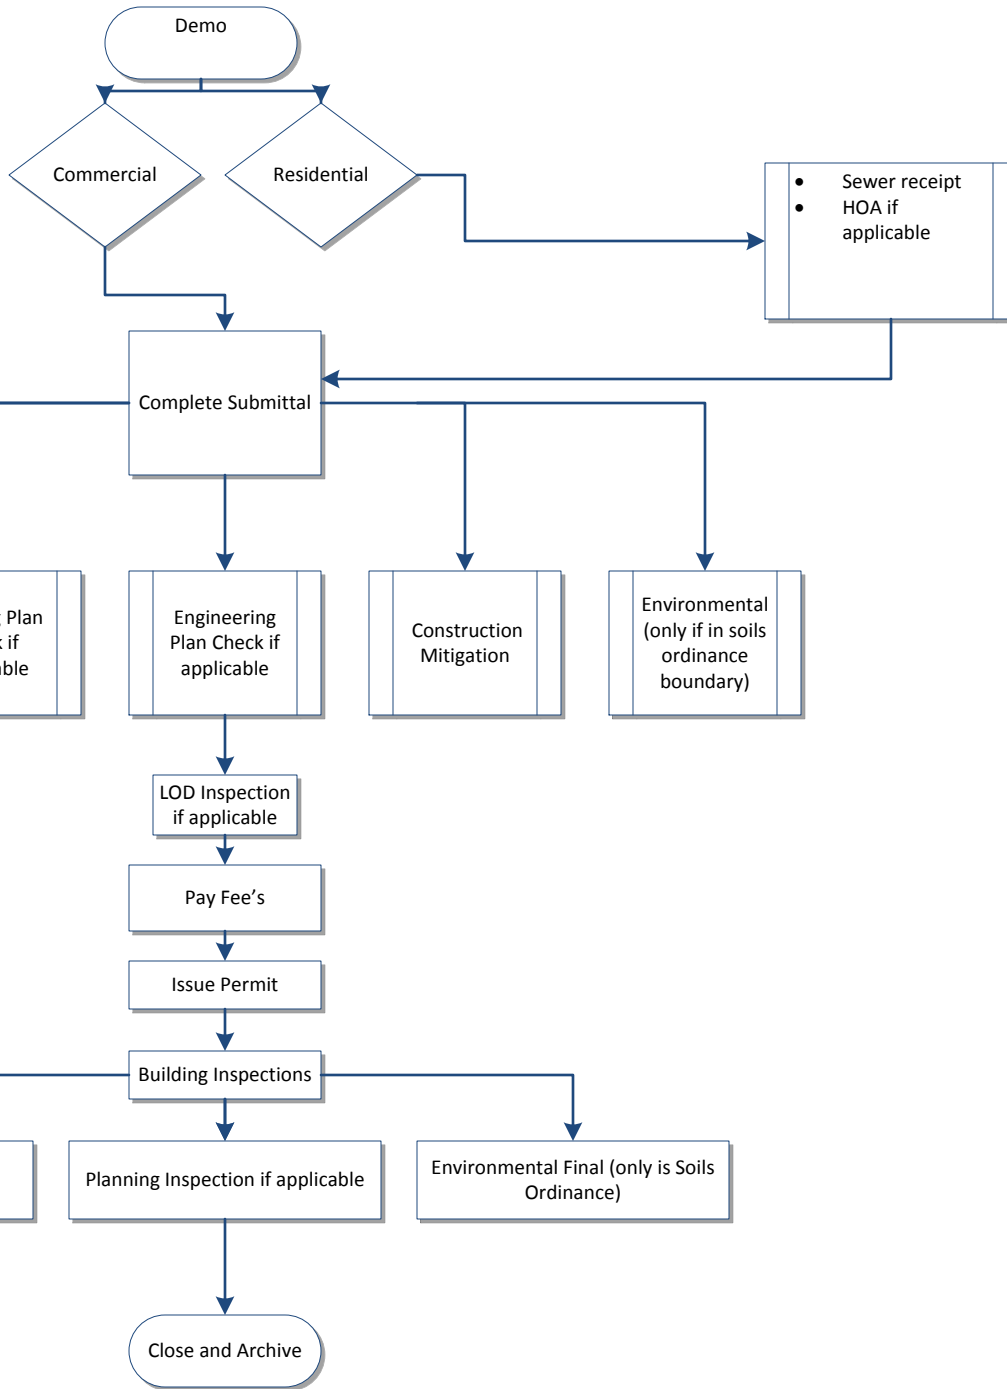 Demo
Commercial
Residential
• Sewer receipt
• HOA if
applicable
Complete Submittal
Plan
if
Engineering
Plan Check if
applicable
Construction
Mitigation
Environmental
(only if in soils
ordinance
boundary)
LOD Inspection
if applicable
Pay Fee's
Issue Permit
Building Inspections
Planning Inspection if applicable
Environmental Final (only is Soils
Ordinance)
Close and Archive